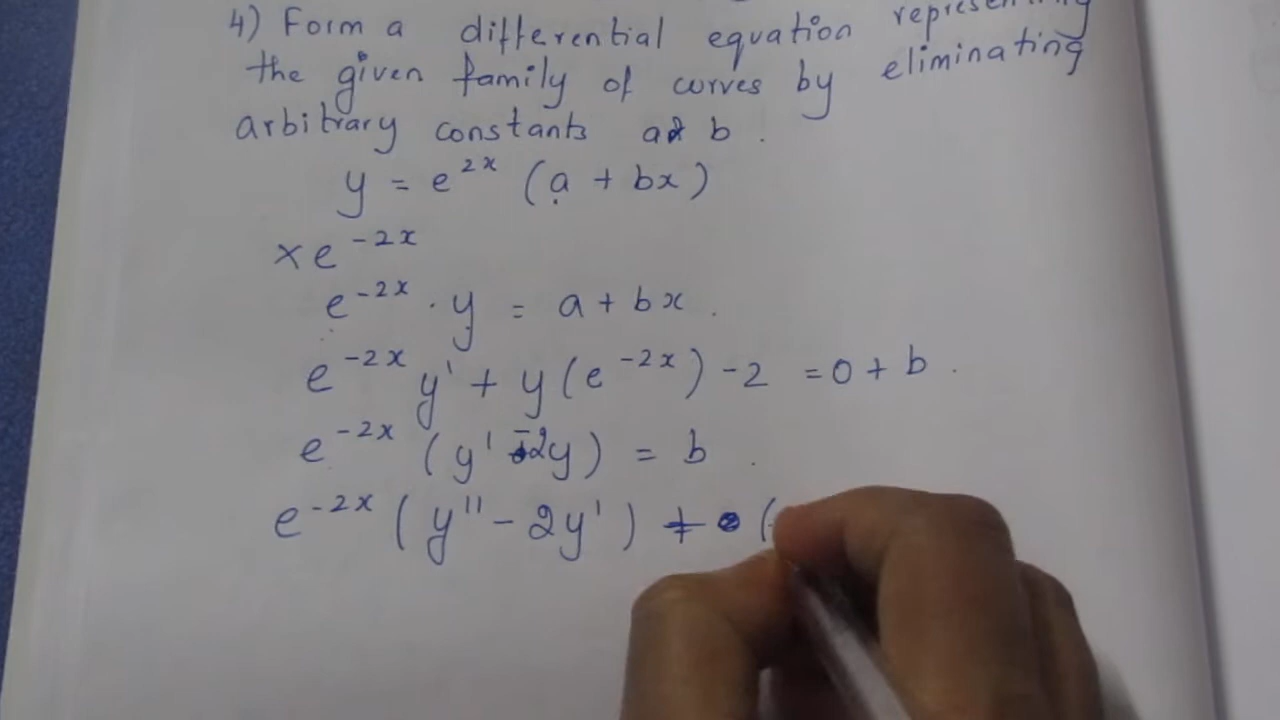 4) Form a differential equation
the given family of curves by eliminating
arbitrary constants a & b.
y = e^{2x} (a + bx)
× e^{-2x}
e^{-2x} . y = a + bx .
e^{-2x} y' + y (e^{-2x}) -2 = 0 + b .
e^{-2x} (y' -2y) = b .
e^{-2x} (y'' - 2y') + (